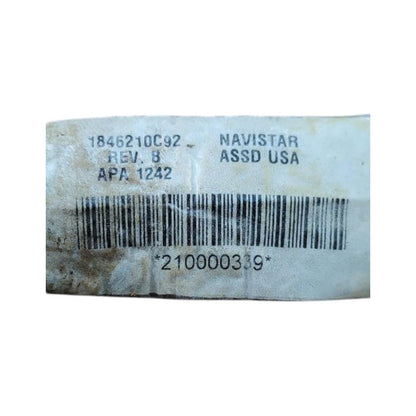 1846210C92 NAVISTAR
REV. B ASSD USA
APA 1242
*210000339*